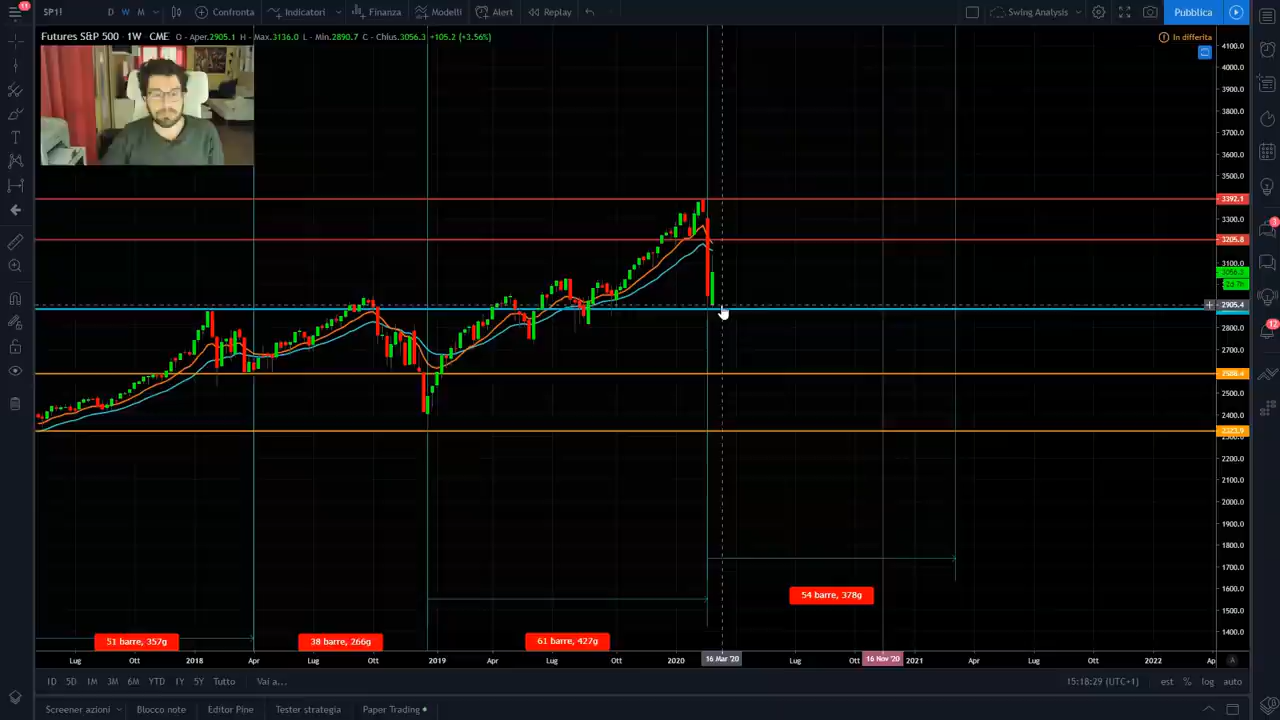 SP1!
D
W
M
Confronta
Indicatori
Finanza
Modelli
Alert
Replay
Swing Analysis
Pubblica
Futures S&P 500 · 1W · CME O - Aper.2905.1 H - Max.3136.0 L - Min.2890.7 C - Chius.3056.3 +105.2 (+3.56%)
In differita
4100.0
4000.0
3900.0
3800.0
3700.0
3600.0
3500.0
3392.1
3300.0
3205.8
3100.0
3056.3
2905.4
2800.0
2700.0
2500.0
2400.0
2200.0
2100.0
2000.0
1900.0
1800.0
1700.0
1600.0
1500.0
1400.0
3
12
54 barre, 378g
51 barre, 357g
38 barre, 266g
61 barre, 427g
Lug
Ott
2018
Apr
Lug
Ott
2019
Apr
Lug
Ott
2020
16 Mar '20
Lug
Ott
16 Nov '20
2021
Apr
Lug
Ott
2022
Ap
A
1D
5D
1M
3M
6M
YTD
1Y
5Y
Tutto
Vai a...
15:18:29 (UTC+1)
est
%
log
auto
Screener azioni
Blocco note
Editor Pine
Tester strategia
Paper Trading